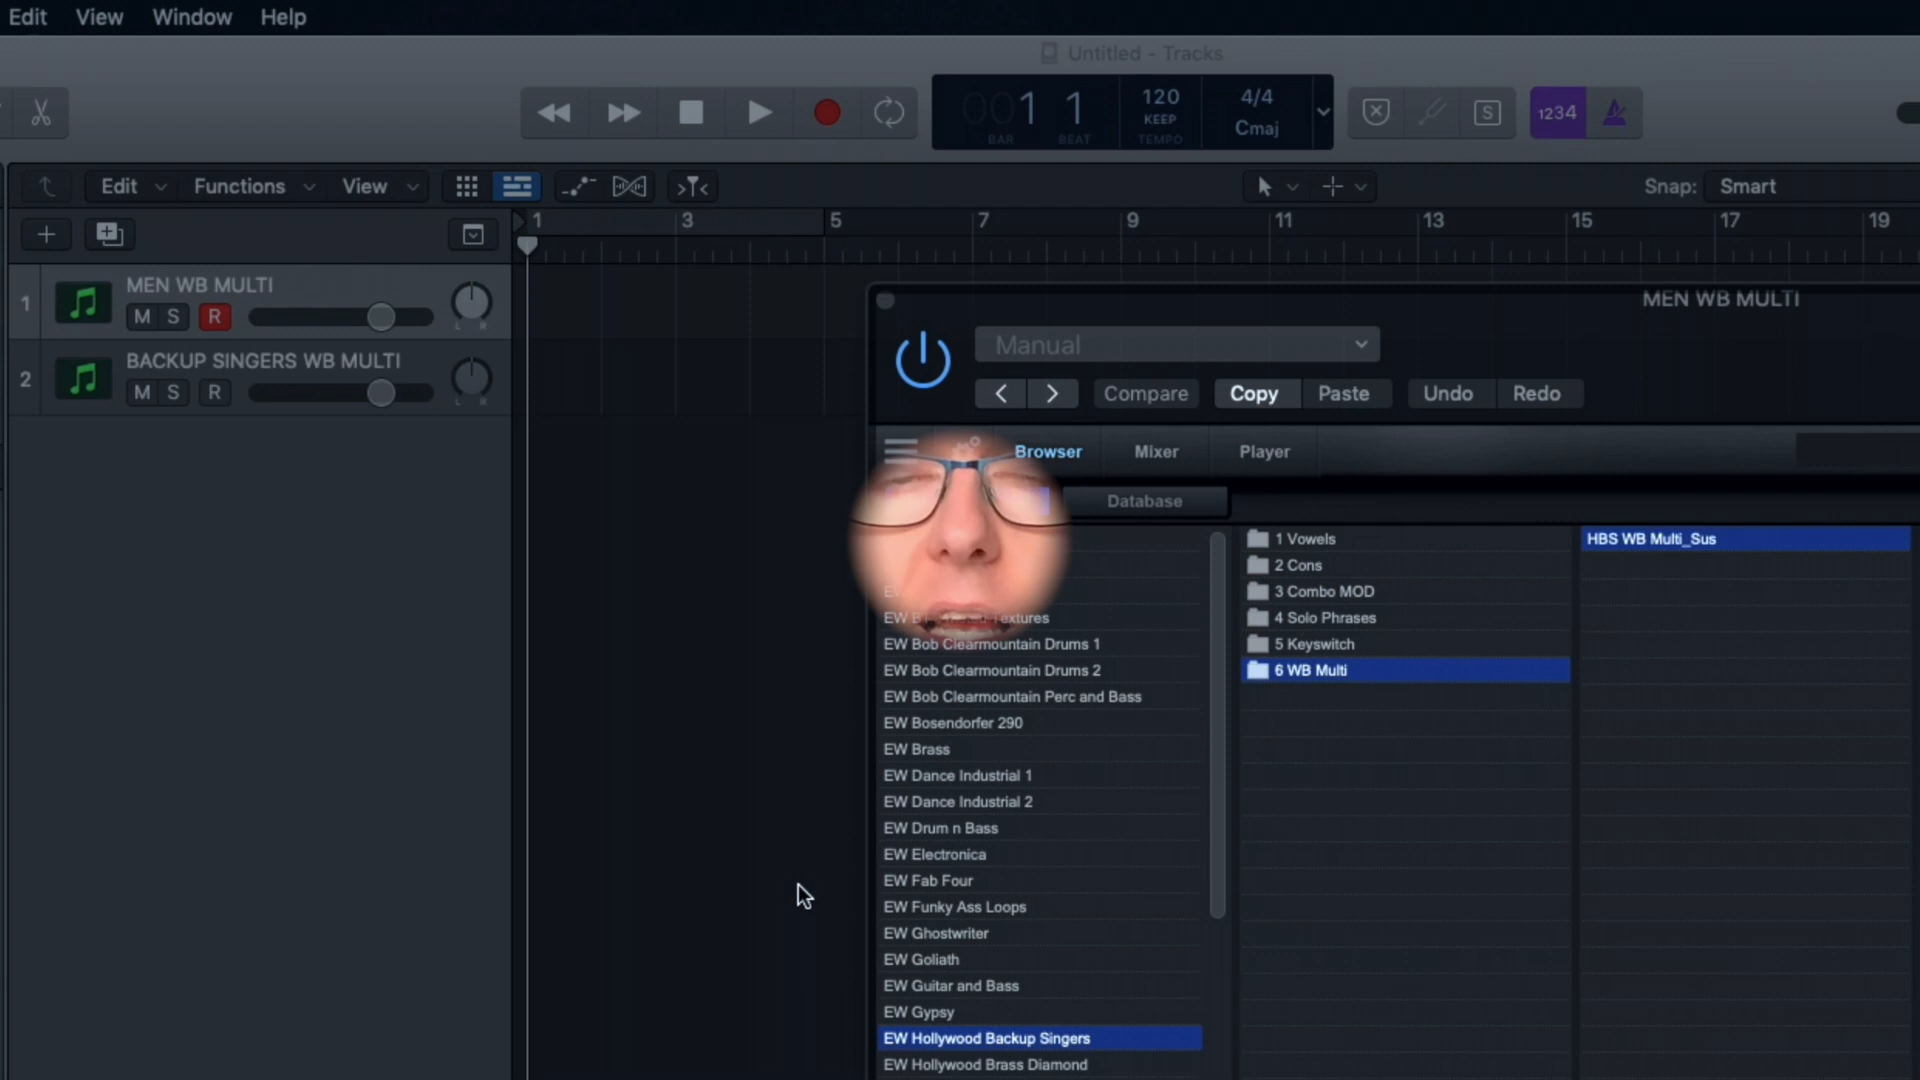 Edit View Window Help
Untitled - Tracks
001 1 120 4/4
KEEP Cmaj
BAR BEAT TEMPO
1234
S
Edit Functions View Snap: Smart
1 3 5 7 9 11 13 15 17 19
1 MEN WB MULTI
M S R
L R
2 BACKUP SINGERS WB MULTI
M S R
L R
MEN WB MULTI
Manual
Compare Copy Paste Undo Redo
Browser Mixer Player
Database
EW Bob Clearmountain Drums 1
EW Bob Clearmountain Drums 2
EW Bob Clearmountain Perc and Bass
EW Bosendorfer 290
EW Brass
EW Dance Industrial 1
EW Dance Industrial 2
EW Drum n Bass
EW Electronica
EW Fab Four
EW Funky Ass Loops
EW Ghostwriter
EW Goliath
EW Guitar and Bass
EW Gypsy
EW Hollywood Backup Singers
EW Hollywood Brass Diamond
1 Vowels
2 Cons
3 Combo MOD
4 Solo Phrases
5 Keyswitch
6 WB Multi
HBS WB Multi_Sus